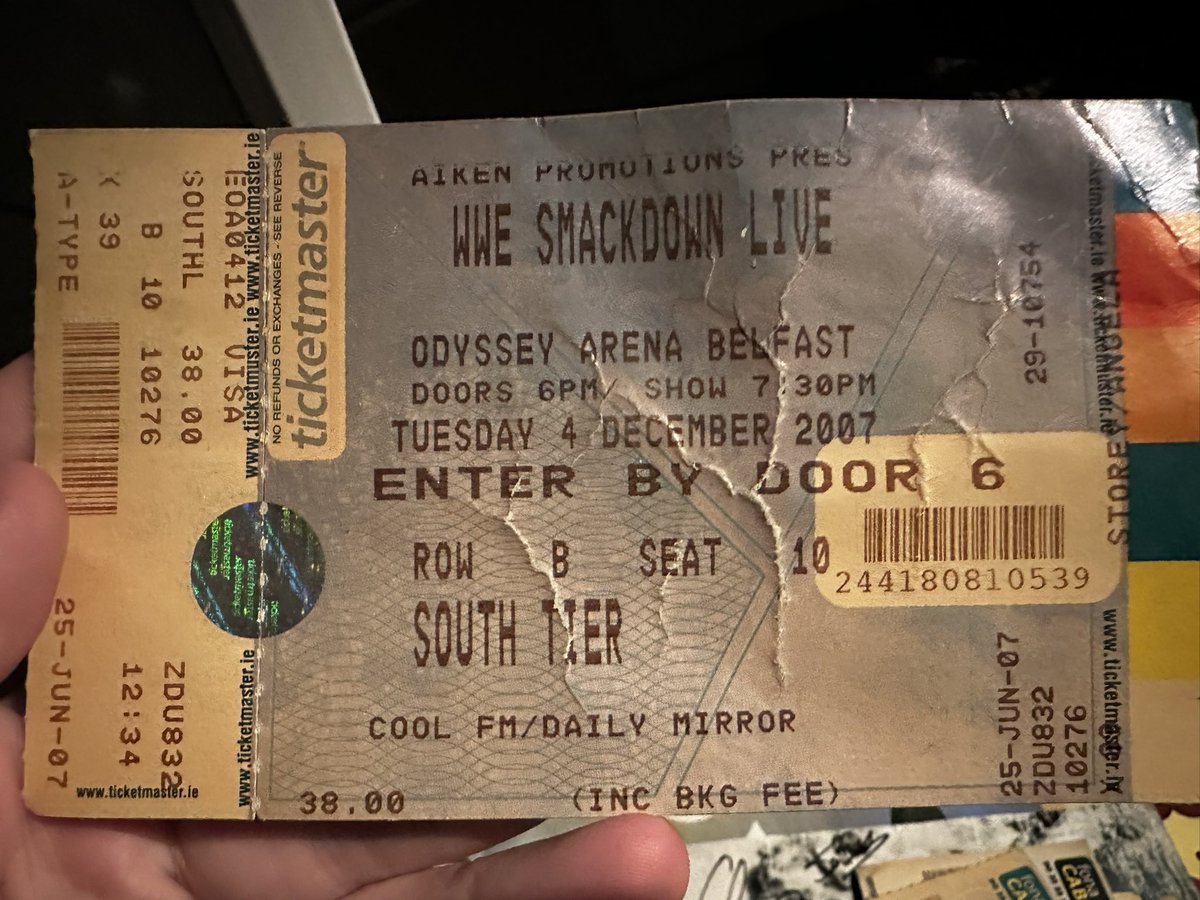 AIKEN PROMOTIONS PRES
WWE SMACKDOWN LIVE
ODYSSEY ARENA BELFAST
DOORS 6PM/ SHOW 7:30PM
TUESDAY 4 DECEMBER 2007
ENTER BY DOOR 6
ROW B SEAT 10
SOUTH TIER
COOL FM/DAILY MIRROR
38.00 (INC BKG FEE)
244180810539
29-10754
25-JUN-07
ZDU832
10276
www.ticketmaster.ie
ticketmaster
NO REFUNDS OR EXCHANGES - SEE REVERSE
www.ticketmaster.ie www.ticketmaster.ie
EOA0412 VISA
SOUTHL 38.00
B 10 10276
X 39
A-TYPE
ZDU832
12:34
25-JUN-07
www.ticketmaster.ie
www.ticketmaster.ie